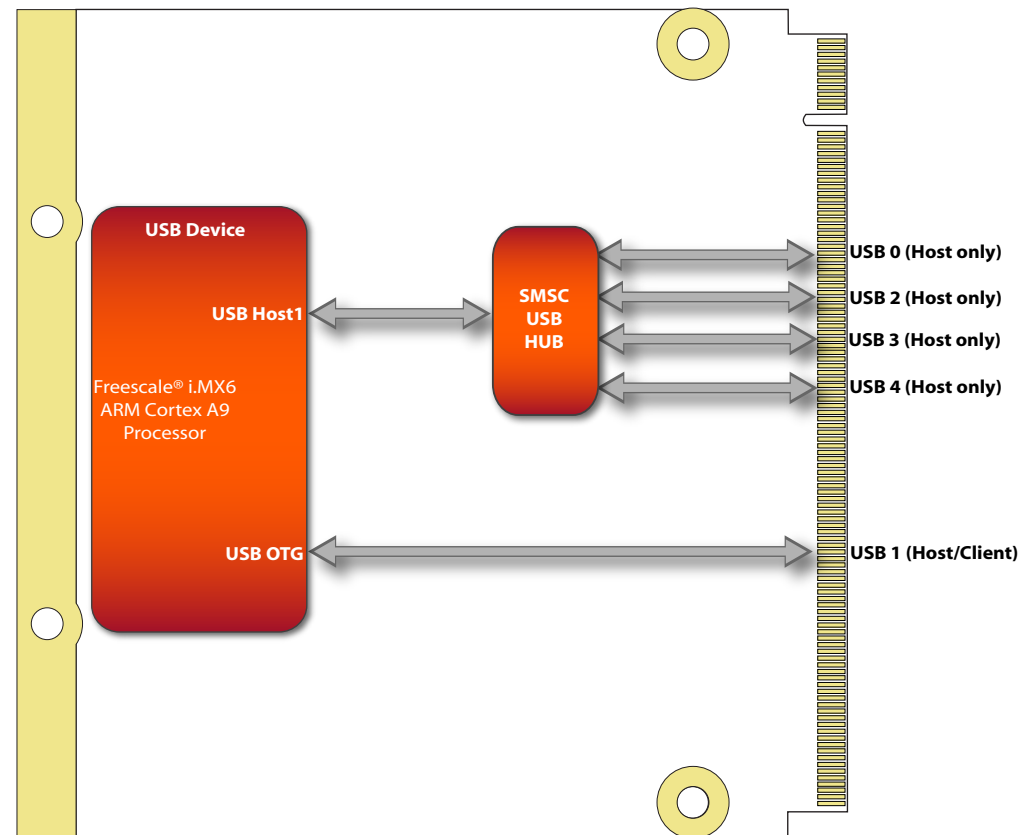 USB Device
USB Host1
Freescale® i.MX6
ARM Cortex A9
Processor
USB OTG
SMSC
USB
HUB
USB 0 (Host only)
USB 2 (Host only)
USB 3 (Host only)
USB 4 (Host only)
USB 1 (Host/Client)